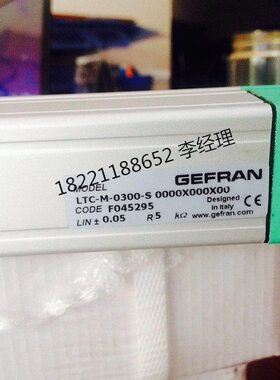 18221188652 李经理
GEFRAN
MODEL
LTC-M-0300-S 0000X000X00
CODE F045295
Designed
in Italy
LIN ± 0.05 R 5 kΩ
www.gefran.com